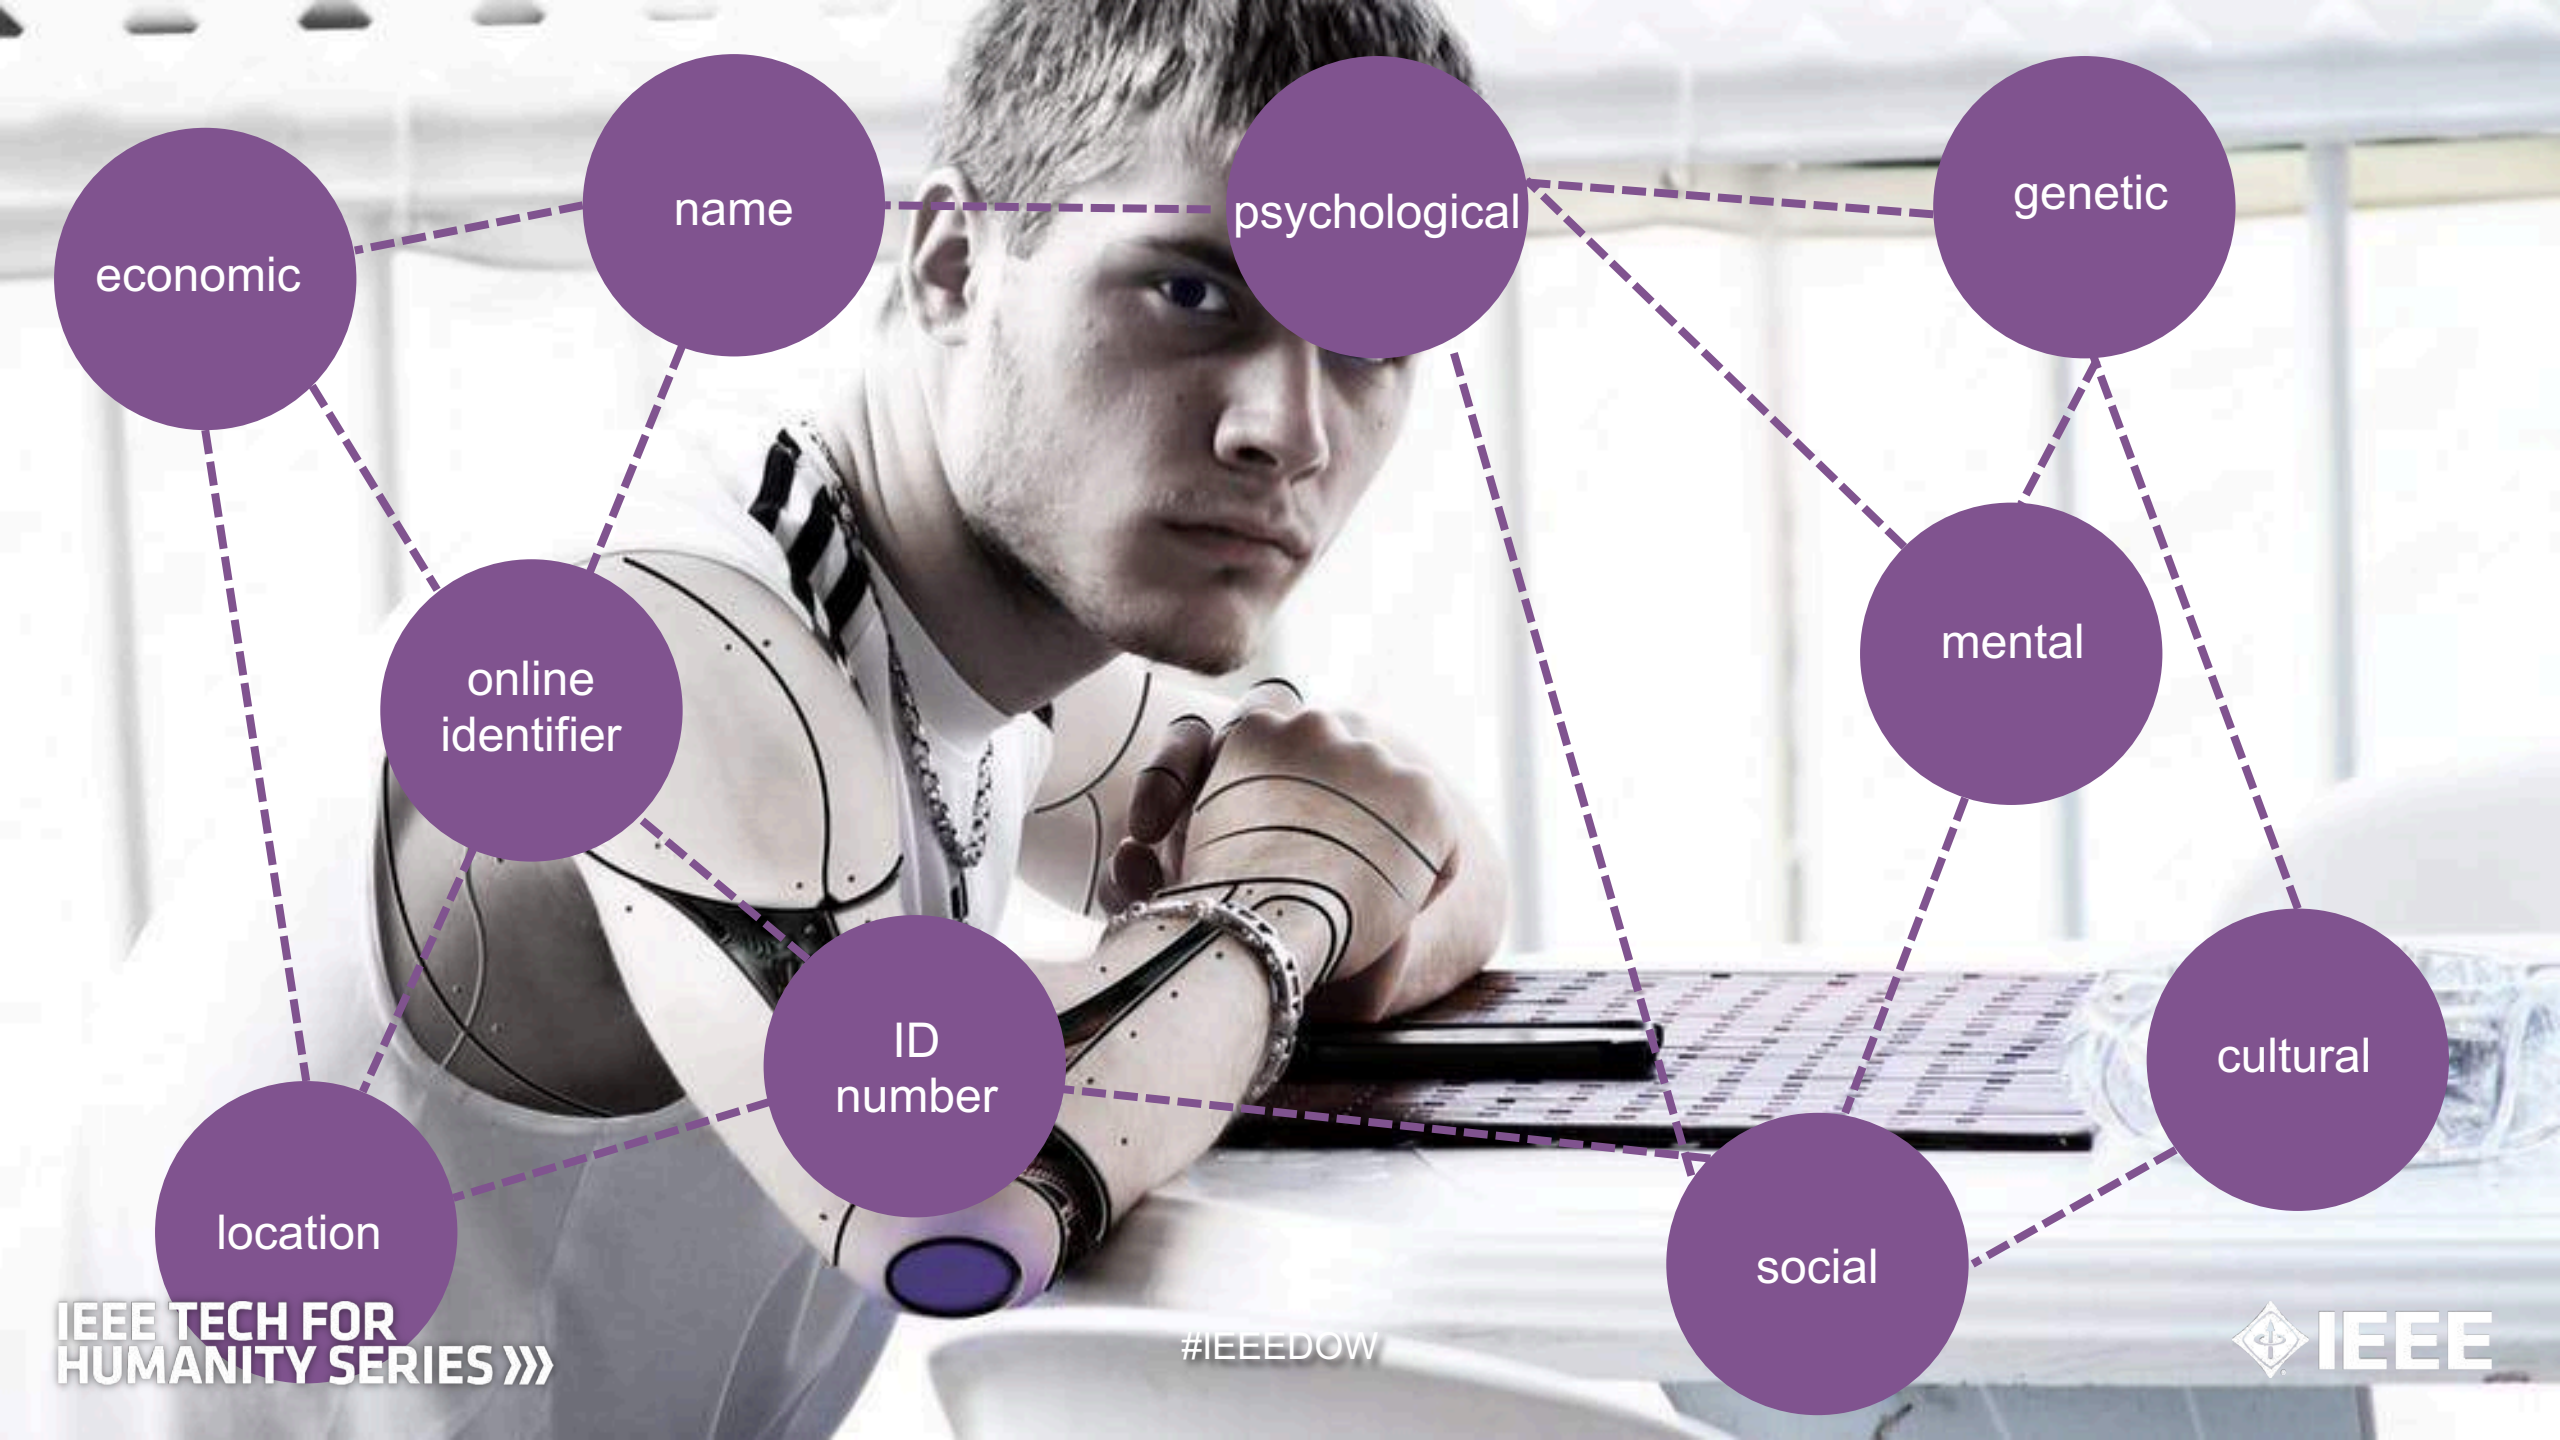 economic
name
psychological
genetic
online
identifier
mental
ID
number
cultural
location
social
IEEE TECH FOR
HUMANITY SERIES
#IEEEDOW
IEEE